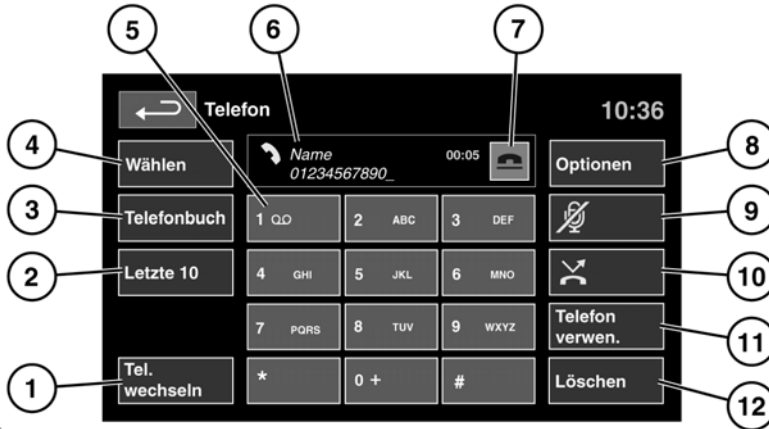 5
6
7
Telefon
10:36
4
Wählen
Name
00:05
01234567890_
Optionen
8
3
Telefonbuch
1
2 ABC
3 DEF
9
2
Letzte 10
4 GHI
5 JKL
6 MNO
10
7 PQRS
8 TUV
9 WXYZ
Telefon
verwen.
11
1
Tel.
wechseln
*
0 +
#
Löschen
12